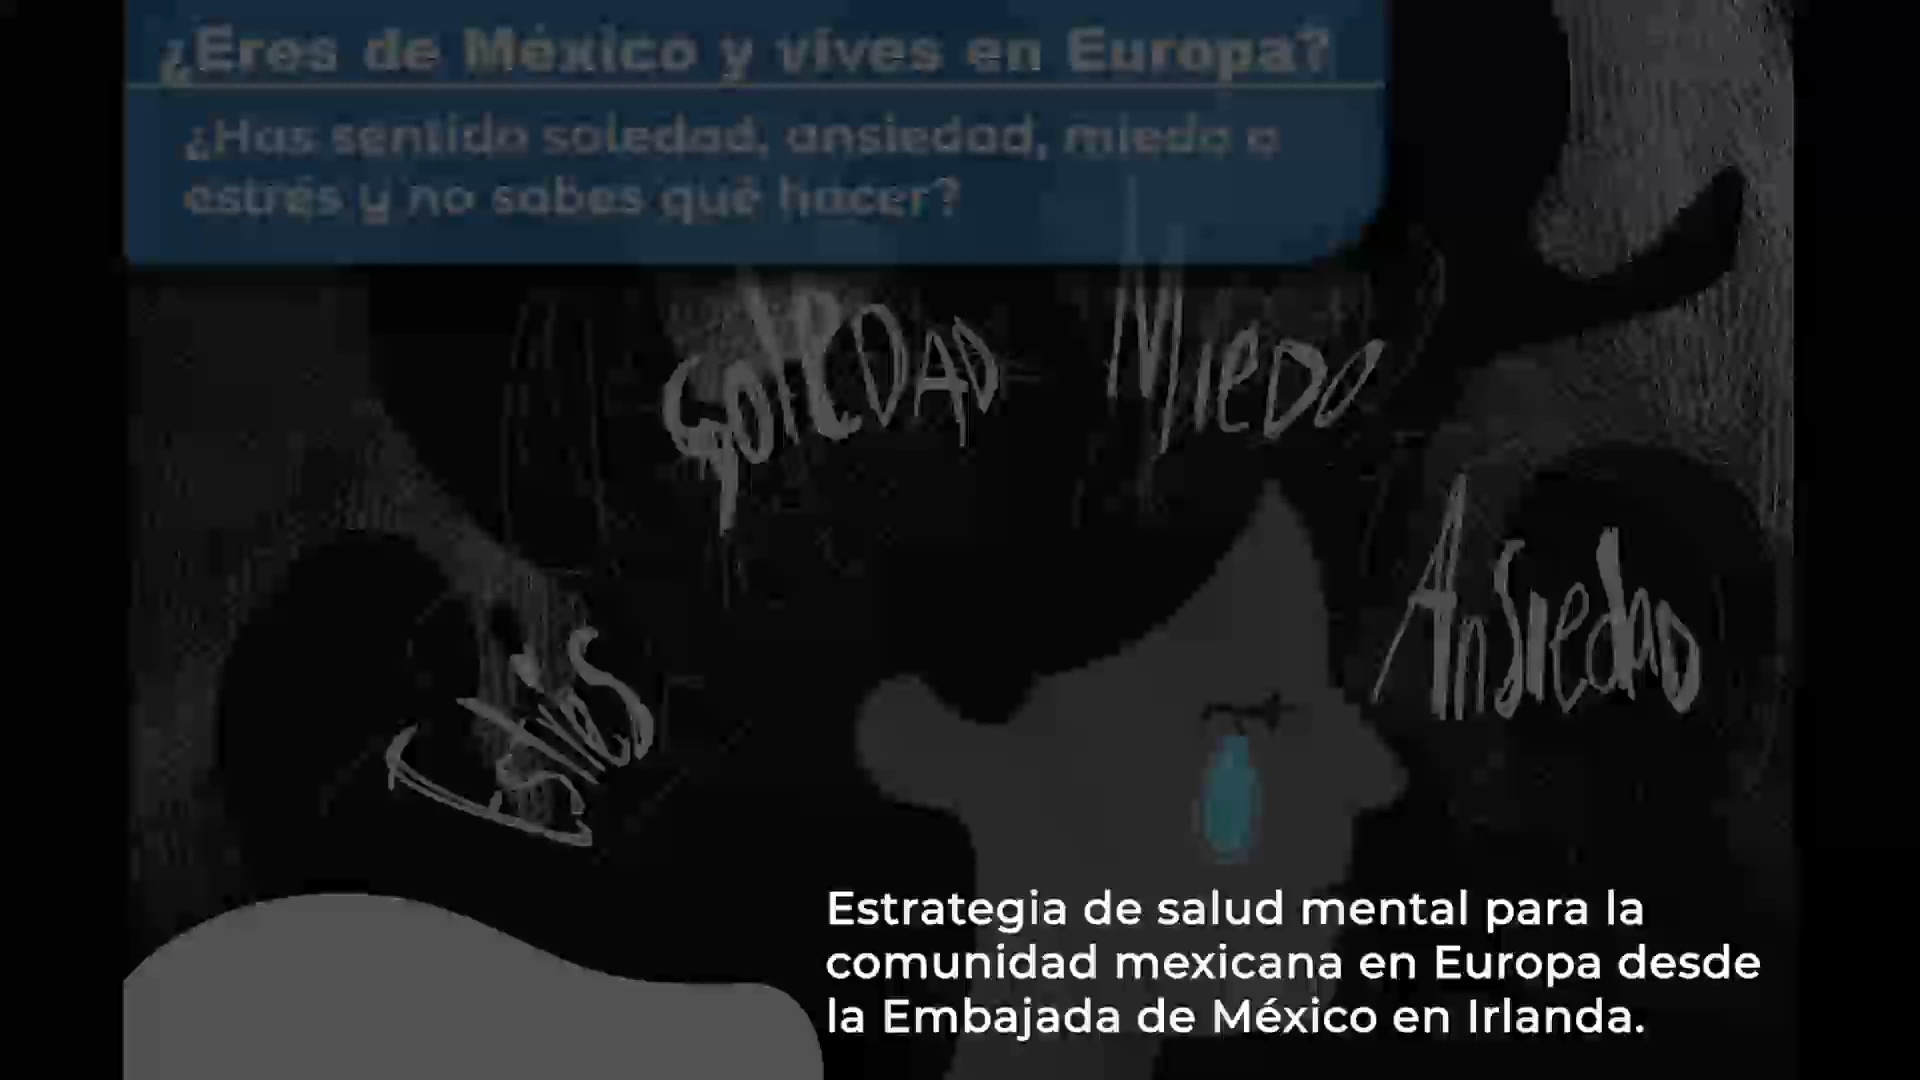 ¿Eres de México y vives en Europa?
¿Has sentido soledad, ansiedad, miedo o
estrés y no sabes qué hacer?
SOLEDAD
MIEDO
Ansiedad
Estrés
Estrategia de salud mental para la
comunidad mexicana en Europa desde
la Embajada de México en Irlanda.